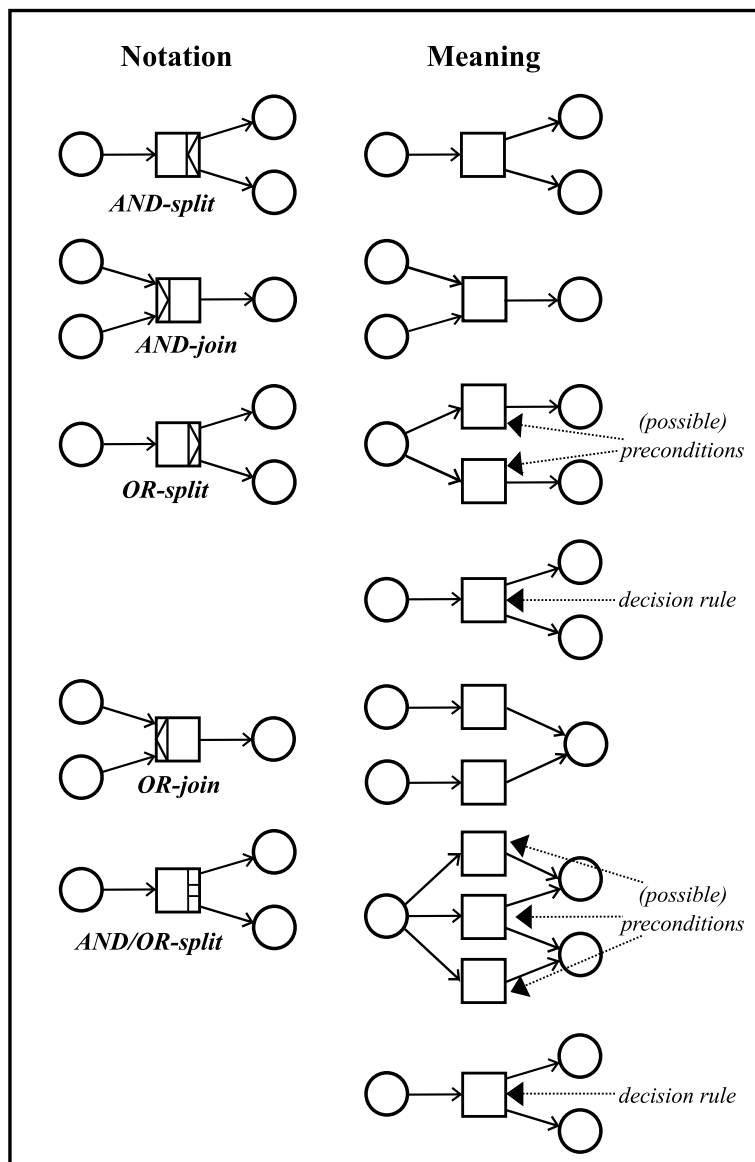 Notation
Meaning
AND-split
AND-join
(possible)
preconditions
OR-split
decision rule
OR-join
(possible)
preconditions
AND/OR-split
decision rule